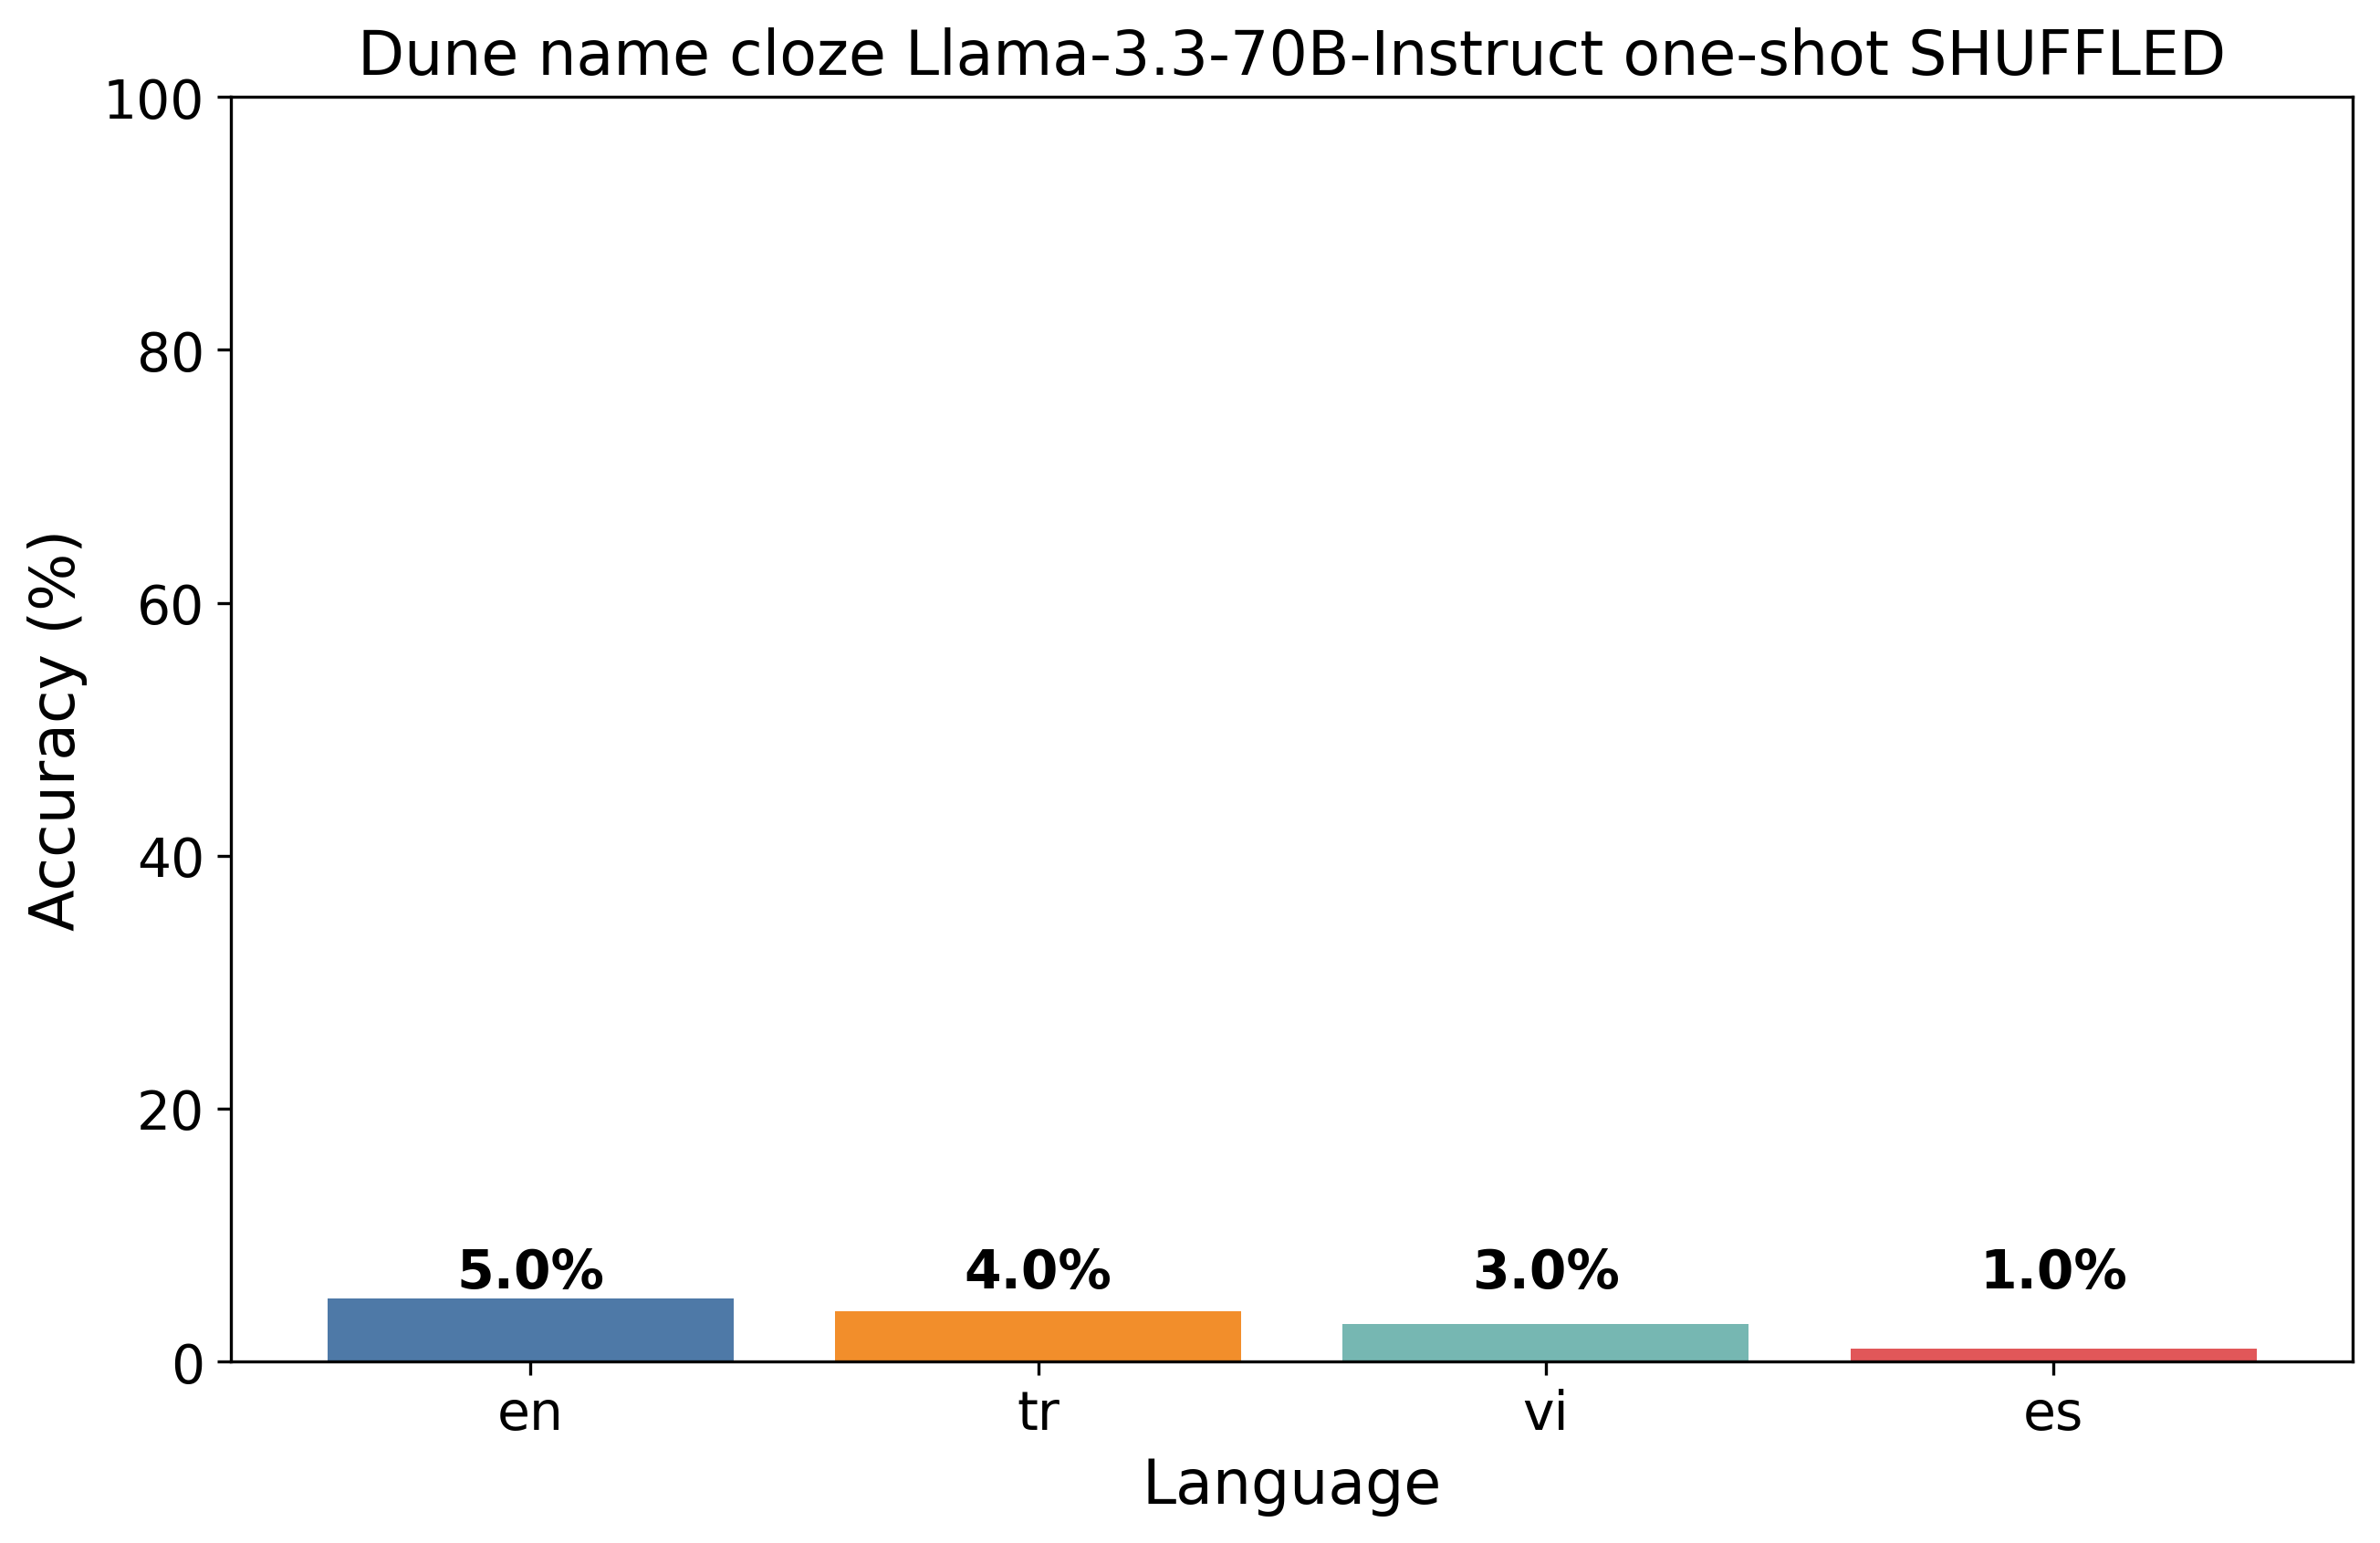 Dune name cloze Llama-3.3-70B-Instruct one-shot SHUFFLED
100
80
60
40
20
0
Accuracy (%)
5.0%
4.0%
3.0%
1.0%
en
tr
vi
es
Language